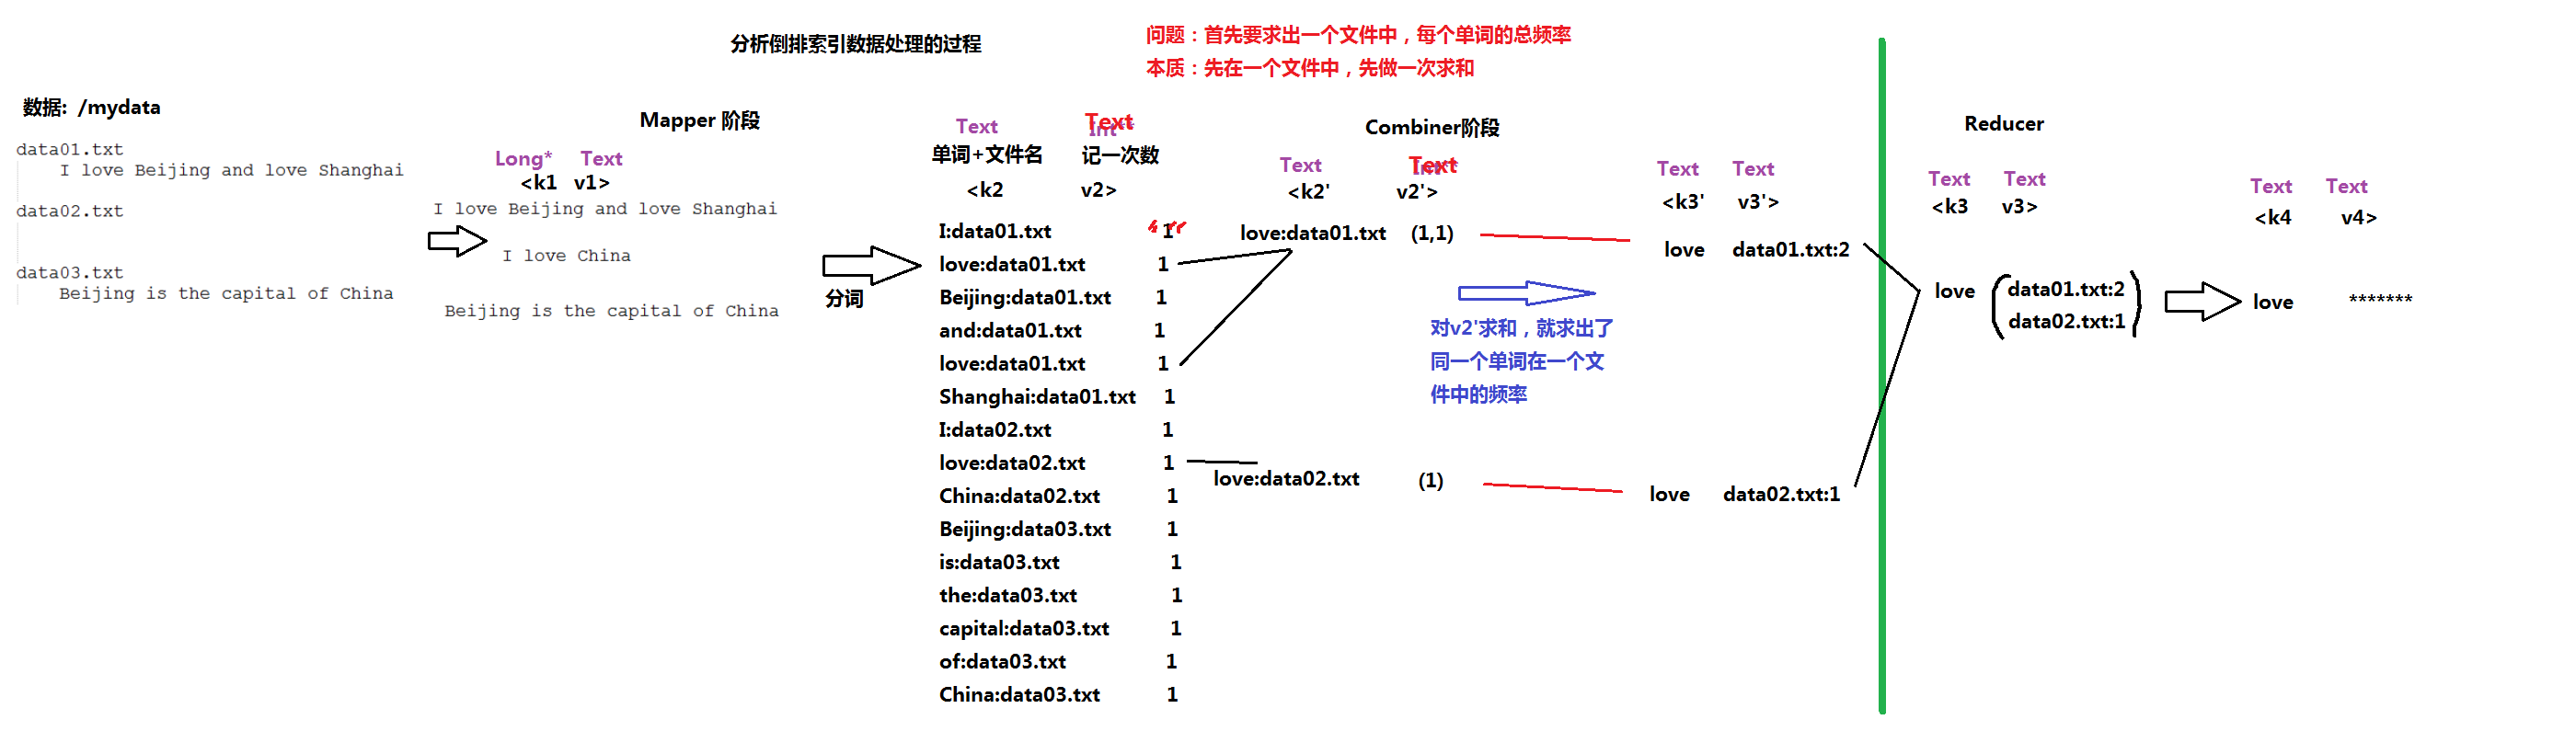 分析倒排索引数据处理的过程
问题：首先要求出一个文件中，每个单词的总频率
本质：先在一个文件中，先做一次求和
数据: /mydata
data01.txt
I love Beijing and love Shanghai
data02.txt
data03.txt
Beijing is the capital of China
Mapper 阶段
Long* Text
<k1 v1>
I love Beijing and love Shanghai
I love China
Beijing is the capital of China
分词
Text Text
单词+文件名 记一次数
<k2 v2>
I:data01.txt 1
love:data01.txt 1
Beijing:data01.txt 1
and:data01.txt 1
love:data01.txt 1
Shanghai:data01.txt 1
I:data02.txt 1
love:data02.txt 1
China:data02.txt 1
Beijing:data03.txt 1
is:data03.txt 1
the:data03.txt 1
capital:data03.txt 1
of:data03.txt 1
China:data03.txt 1
Combiner阶段
Text Text
<k2' v2'>
love:data01.txt (1,1)
love:data02.txt (1)
对v2'求和，就求出了
同一个单词在一个文
件中的频率
Text Text
<k3' v3'>
love data01.txt:2
love data02.txt:1
Reducer
Text Text
<k3 v3>
love data01.txt:2
data02.txt:1
Text Text
<k4 v4>
love *******